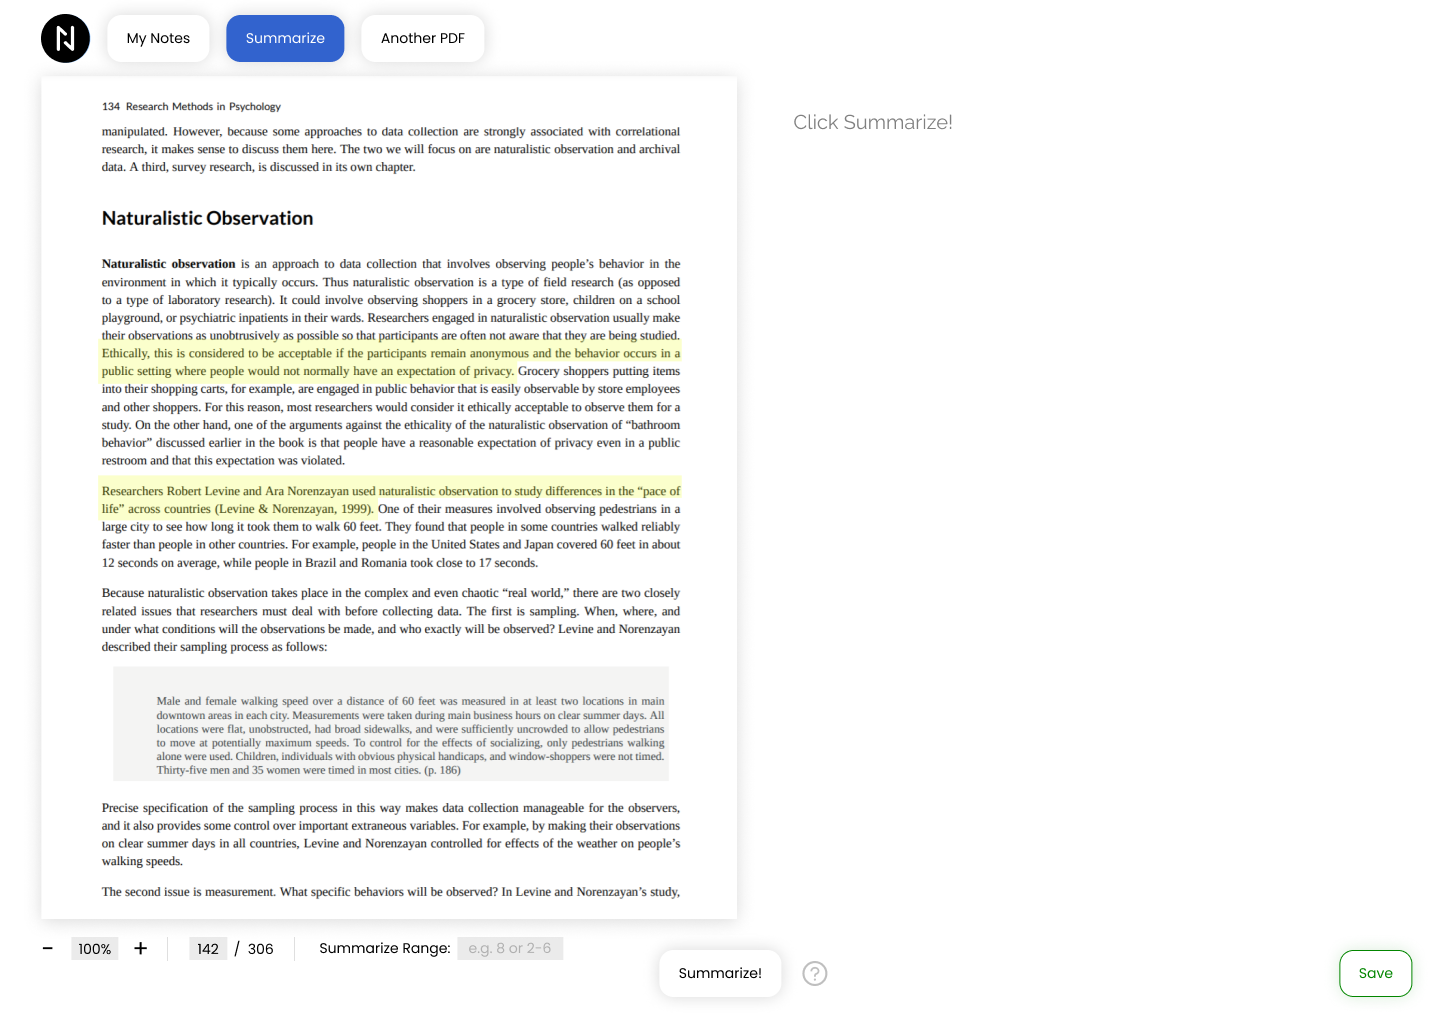 My Notes
Summarize
Another PDF
134 Research Methods in Psychology
manipulated. However, because some approaches to data collection are strongly associated with correlational
research, it makes sense to discuss them here. The two we will focus on are naturalistic observation and archival
data. A third, survey research, is discussed in its own chapter.
Naturalistic Observation
Naturalistic observation is an approach to data collection that involves observing people’s behavior in the
environment in which it typically occurs. Thus naturalistic observation is a type of field research (as opposed
to a type of laboratory research). It could involve observing shoppers in a grocery store, children on a school
playground, or psychiatric inpatients in their wards. Researchers engaged in naturalistic observation usually make
their observations as unobtrusively as possible so that participants are often not aware that they are being studied.
Ethically, this is considered to be acceptable if the participants remain anonymous and the behavior occurs in a
public setting where people would not normally have an expectation of privacy. Grocery shoppers putting items
into their shopping carts, for example, are engaged in public behavior that is easily observable by store employees
and other shoppers. For this reason, most researchers would consider it ethically acceptable to observe them for a
study. On the other hand, one of the arguments against the ethicality of the naturalistic observation of “bathroom
behavior” discussed earlier in the book is that people have a reasonable expectation of privacy even in a public
restroom and that this expectation was violated.
Researchers Robert Levine and Ara Norenzayan used naturalistic observation to study differences in the “pace of
life” across countries (Levine & Norenzayan, 1999). One of their measures involved observing pedestrians in a
large city to see how long it took them to walk 60 feet. They found that people in some countries walked reliably
faster than people in other countries. For example, people in the United States and Japan covered 60 feet in about
12 seconds on average, while people in Brazil and Romania took close to 17 seconds.
Because naturalistic observation takes place in the complex and even chaotic “real world,” there are two closely
related issues that researchers must deal with before collecting data. The first is sampling. When, where, and
under what conditions will the observations be made, and who exactly will be observed? Levine and Norenzayan
described their sampling process as follows:
Male and female walking speed over a distance of 60 feet was measured in at least two locations in main
downtown areas in each city. Measurements were taken during main business hours on clear summer days. All
locations were flat, unobstructed, had broad sidewalks, and were sufficiently uncrowded to allow pedestrians
to move at potentially maximum speeds. To control for the effects of socializing, only pedestrians walking
alone were used. Children, individuals with obvious physical handicaps, and window-shoppers were not timed.
Thirty-five men and 35 women were timed in most cities. (p. 186)
Precise specification of the sampling process in this way makes data collection manageable for the observers,
and it also provides some control over important extraneous variables. For example, by making their observations
on clear summer days in all countries, Levine and Norenzayan controlled for effects of the weather on people’s
walking speeds.
The second issue is measurement. What specific behaviors will be observed? In Levine and Norenzayan’s study,
Click Summarize!
− 100% + 142 / 306 Summarize Range: e.g. 8 or 2-6
Summarize! ?
Save